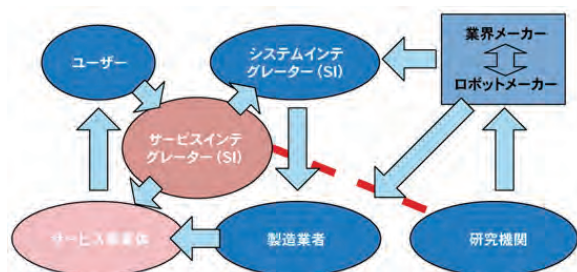 ユーザー
システムインテ
グレーター(SI)
業界メーカー
ロボットメーカー
サービスインテ
グレーター(SI)
サービス事業体
製造業者
研究機関